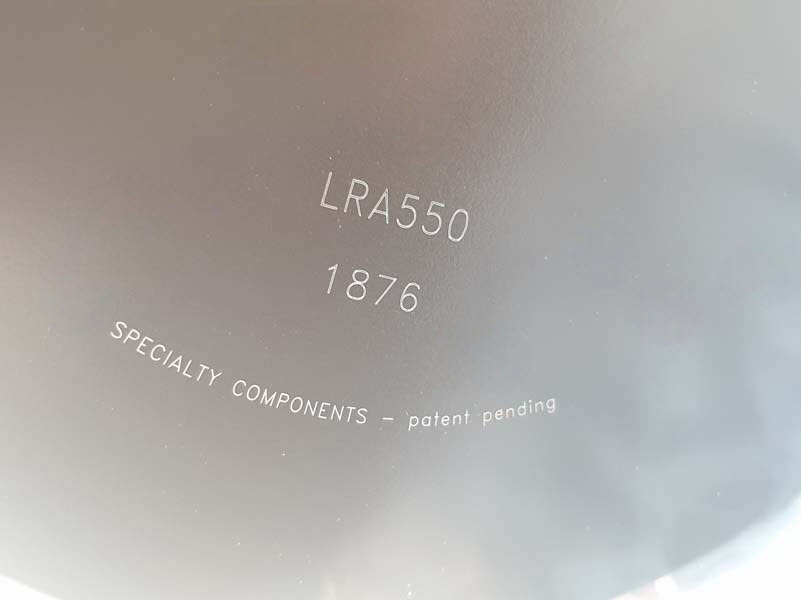 LRA550
1876
SPECIALTY COMPONENTS - patent pending